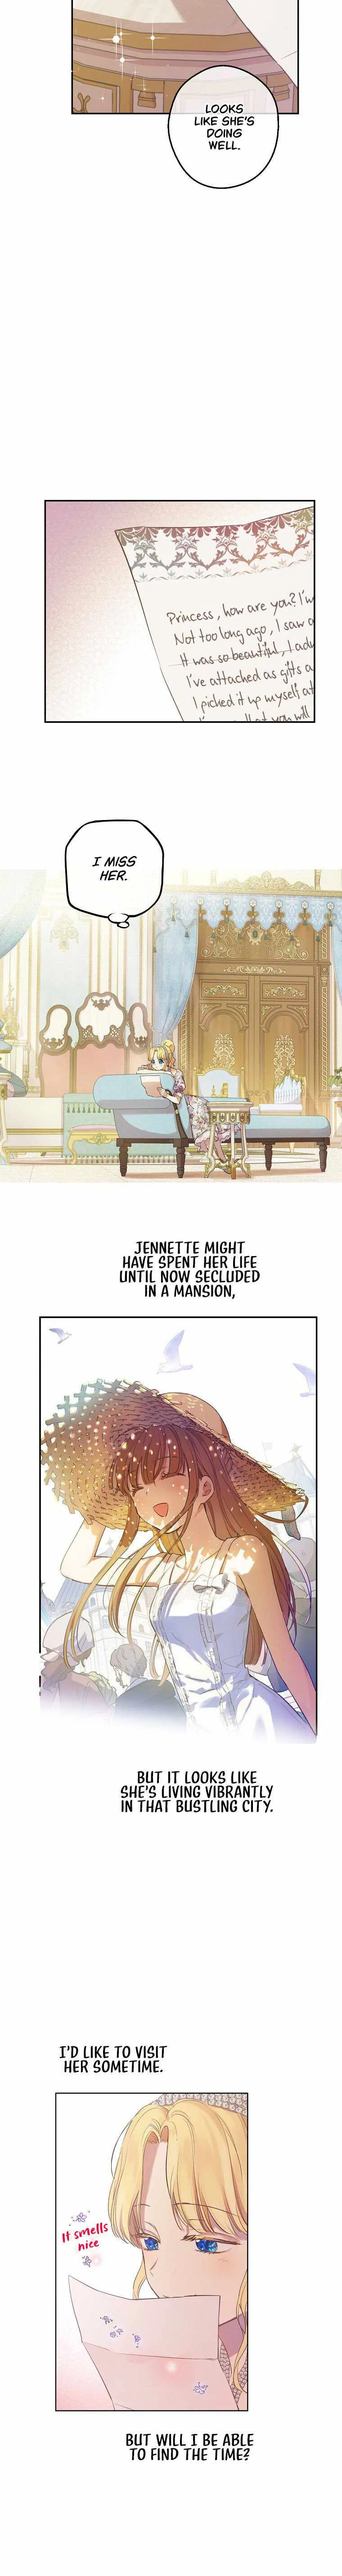 LOOKS
LIKE SHE'S
DOING
WELL.
Princess, how are you? I'm
Not too long ago, I saw a
It was so beautiful, I
I've attached as gifts a
I picked it up myself at
that you will
I MISS
HER.
JENNETTE MIGHT
HAVE SPENT HER LIFE
UNTIL NOW SECLUDED
IN A MANSION,
BUT IT LOOKS LIKE
SHE'S LIVING VIBRANTLY
IN THAT BUSTLING CITY.
I'D LIKE TO VISIT
HER SOMETIME.
It smells
nice
BUT WILL I BE ABLE
TO FIND THE TIME?